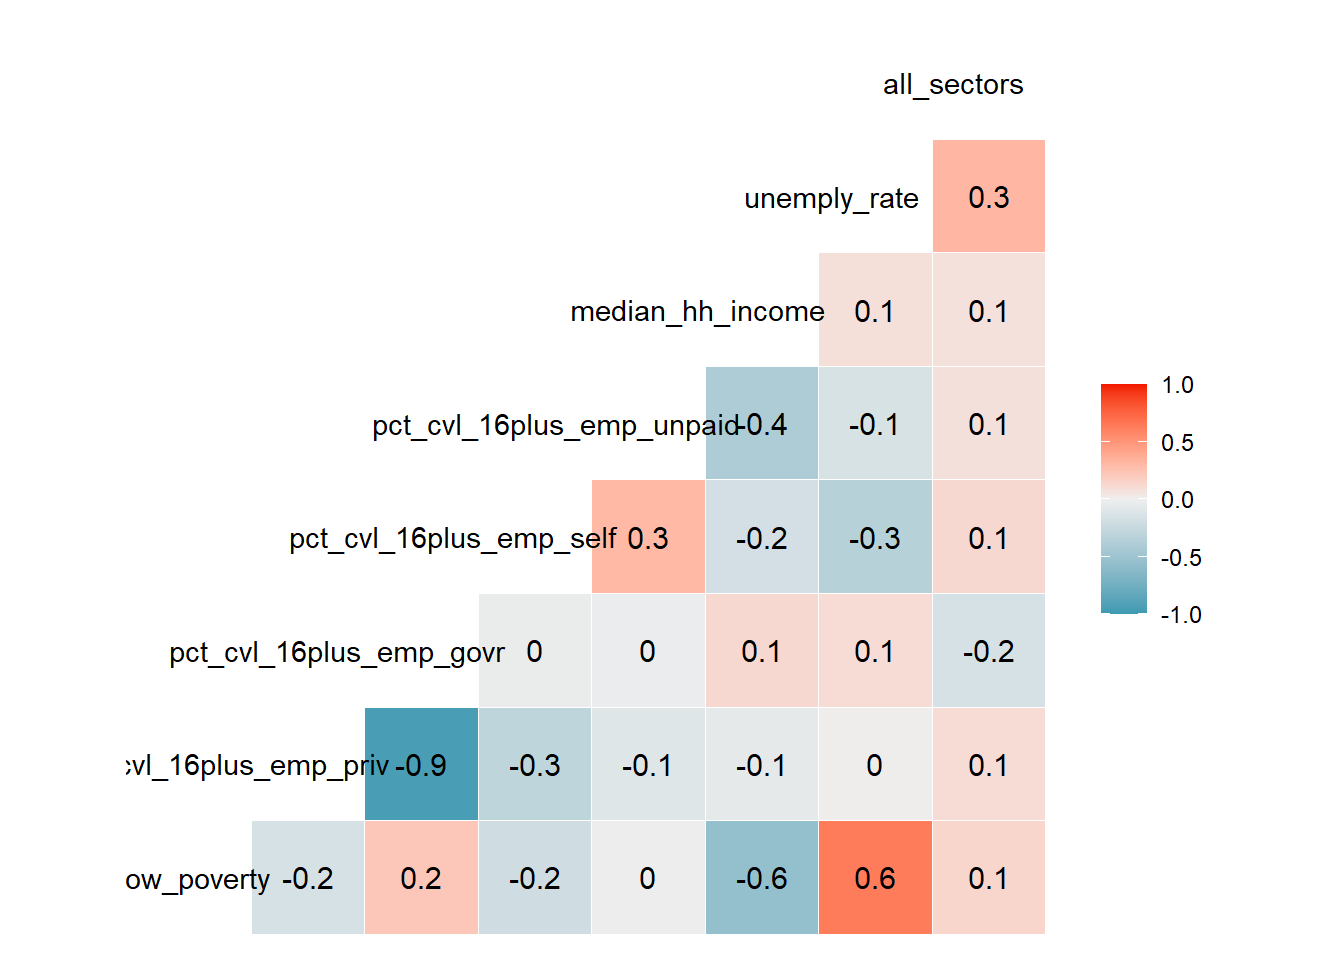 all_sectors
unemply_rate 0.3
median_hh_income 0.1 0.1
pct_cvl_16plus_emp_unpaid -0.4 -0.1 0.1
pct_cvl_16plus_emp_self 0.3 -0.2 -0.3 0.1
pct_cvl_16plus_emp_govr 0 0 0.1 0.1 -0.2
cvl_16plus_emp_priv -0.9 -0.3 -0.1 -0.1 0 0.1
ow_poverty -0.2 0.2 -0.2 0 -0.6 0.6 0.1
1.0
0.5
0.0
-0.5
-1.0